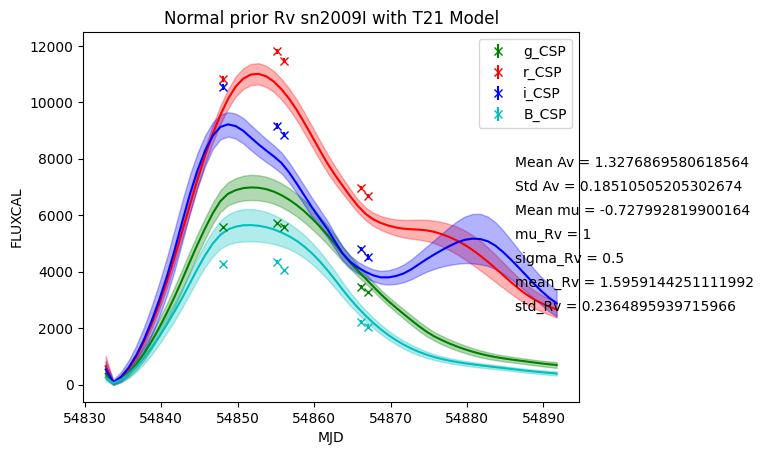 Normal prior Rv sn2009I with T21 Model
g_CSP
r_CSP
i_CSP
B_CSP
Mean Av = 1.3276869580618564
Std Av = 0.18510505205302674
Mean mu = -0.727992819900164
mu_Rv = 1
sigma_Rv = 0.5
mean_Rv = 1.5959144251111992
std_Rv = 0.2364895939715966
FLUXCAL
12000
10000
8000
6000
4000
2000
0
54830 54840 54850 54860 54870 54880 54890
MJD